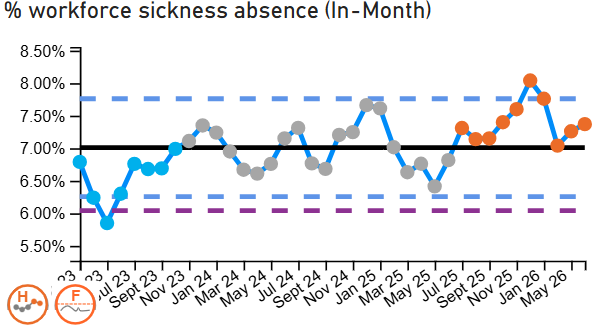 % workforce sickness absence (In-Month)
8.50%
8.00%
7.50%
7.00%
6.50%
6.00%
5.50%
23
23
Jul 23
Sept 23
Nov 23
Jan 24
Mar 24
May 24
Jul 24
Sept 24
Nov 24
Jan 25
Mar 25
May 25
Jul 25
Sept 25
Nov 25
Jan 26
May 26
H
F